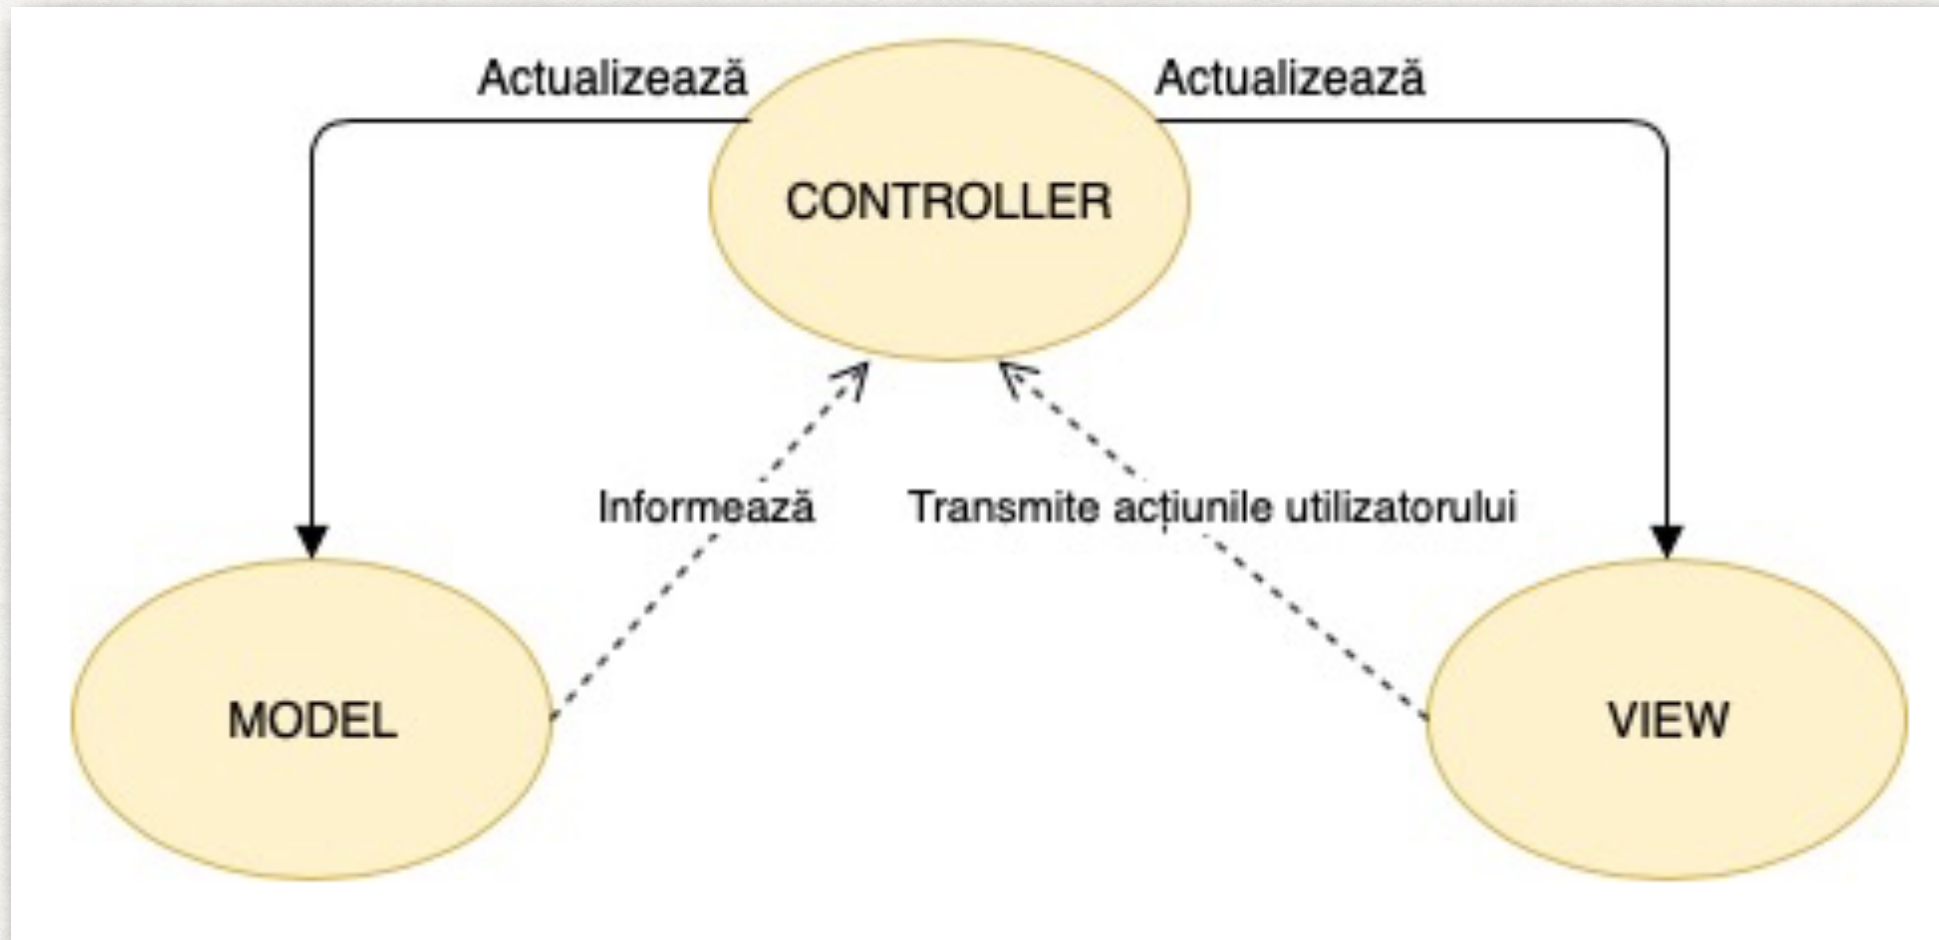 Actualizează
Actualizează
CONTROLLER
Informează
Transmite acțiunile utilizatorului
MODEL
VIEW